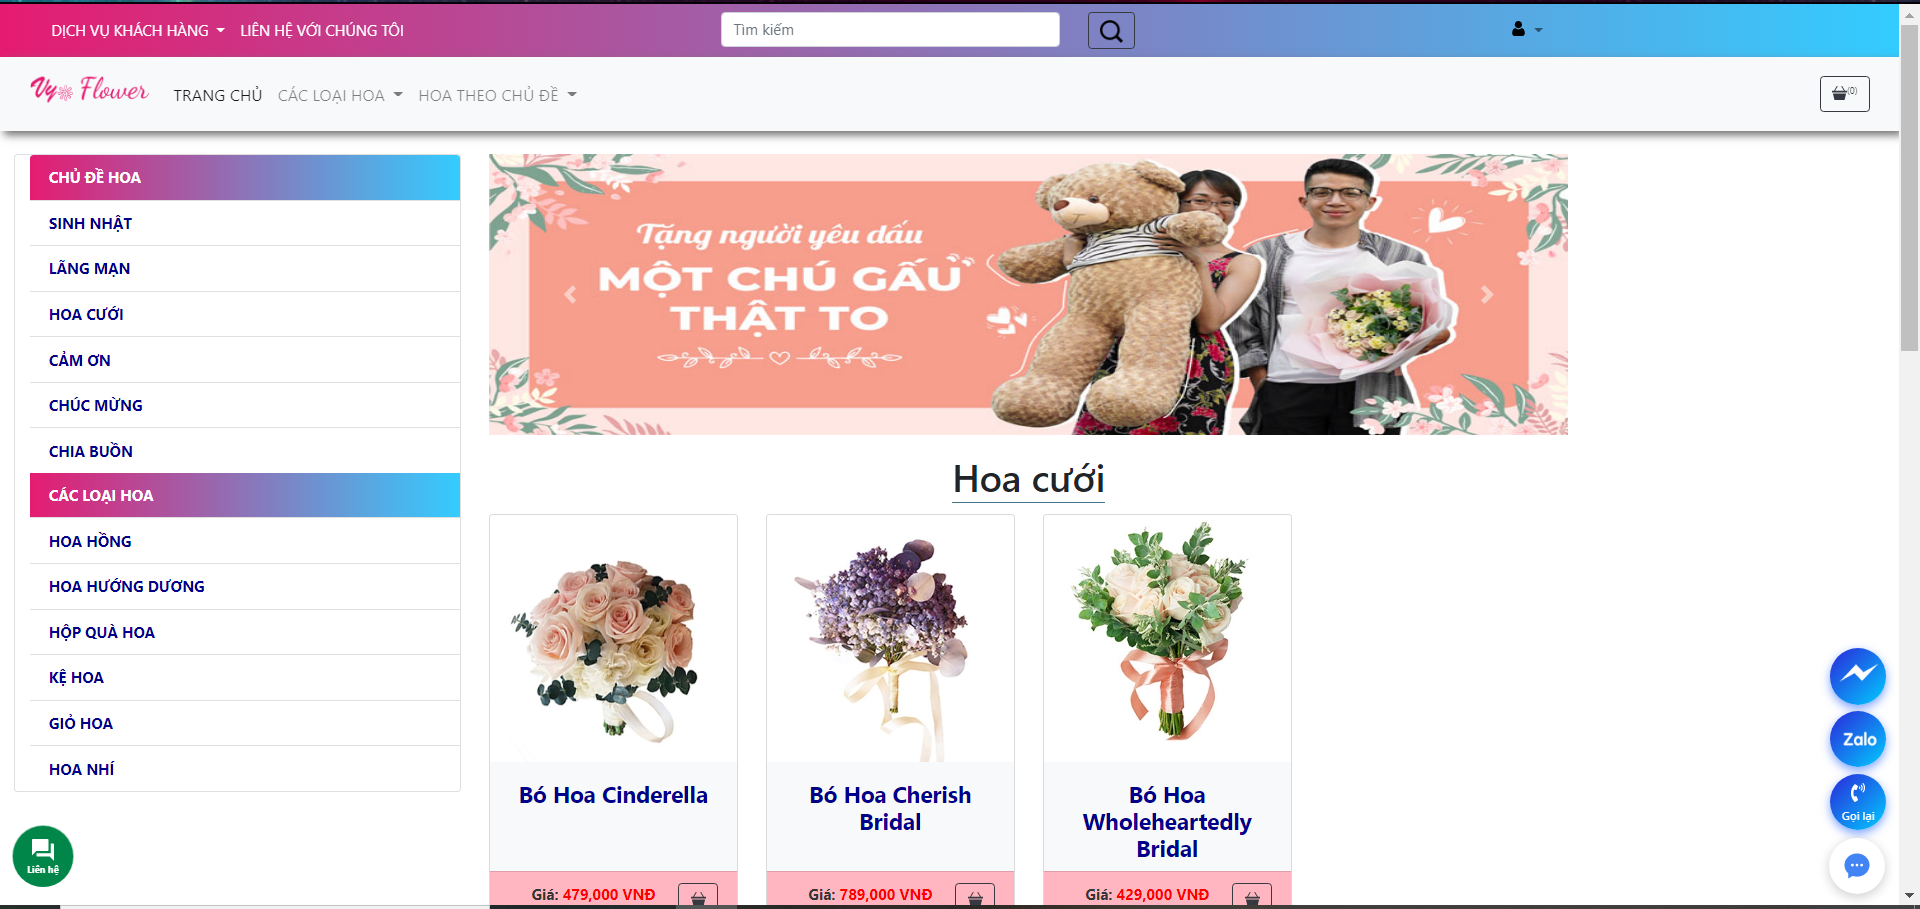 DỊCH VỤ KHÁCH HÀNG LIÊN HỆ VỚI CHÚNG TÔI Tìm kiếm
Vy Flower TRANG CHỦ CÁC LOẠI HOA HOA THEO CHỦ ĐỀ (0)
CHỦ ĐỀ HOA
SINH NHẬT
LÃNG MẠN
HOA CƯỚI
CẢM ƠN
CHÚC MỪNG
CHIA BUỒN
CÁC LOẠI HOA
HOA HỒNG
HOA HƯỚNG DƯƠNG
HỘP QUÀ HOA
KỆ HOA
GIỎ HOA
HOA NHÍ
Tặng người yêu dấu
MỘT CHÚ GẤU
THẬT TO
Hoa cưới
Bó Hoa Cinderella
Giá: 479,000 VNĐ
Bó Hoa Cherish
Bridal
Giá: 789,000 VNĐ
Bó Hoa
Wholeheartedly
Bridal
Giá: 429,000 VNĐ
Zalo
Gọi lại
Liên hệ